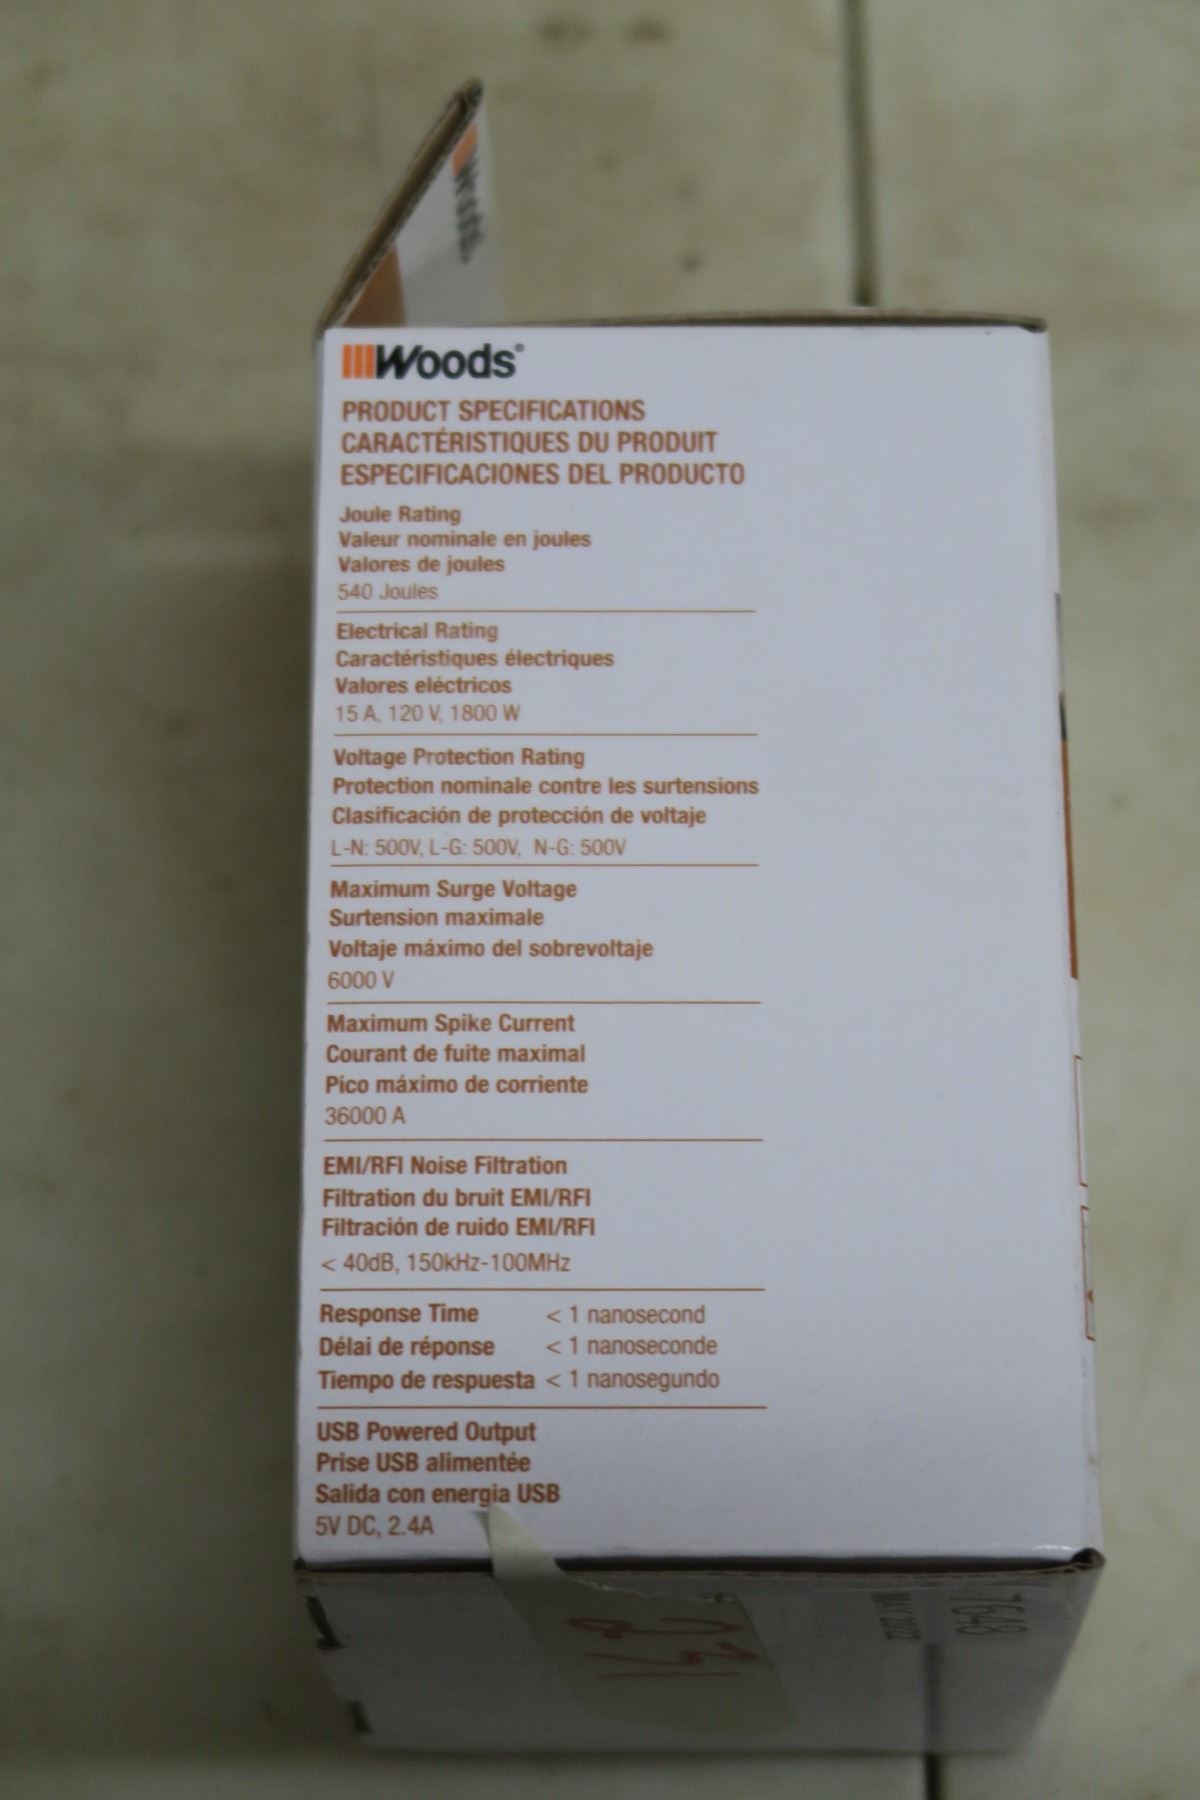 Woods
Woods®
PRODUCT SPECIFICATIONS
CARACTÉRISTIQUES DU PRODUIT
ESPECIFICACIONES DEL PRODUCTO
Joule Rating
Valeur nominale en joules
Valores de joules
540 Joules
Electrical Rating
Caractéristiques électriques
Valores eléctricos
15 A, 120 V, 1800 W
Voltage Protection Rating
Protection nominale contre les surtensions
Clasificación de protección de voltaje
L-N: 500V, L-G: 500V, N-G: 500V
Maximum Surge Voltage
Surtension maximale
Voltaje máximo del sobrevoltaje
6000 V
Maximum Spike Current
Courant de fuite maximal
Pico máximo de corriente
36000 A
EMI/RFI Noise Filtration
Filtration du bruit EMI/RFI
Filtración de ruido EMI/RFI
< 40dB, 150kHz-100MHz
Response Time < 1 nanosecond
Délai de réponse < 1 nanoseconde
Tiempo de respuesta < 1 nanosegundo
USB Powered Output
Prise USB alimentée
Salida con energia USB
5V DC, 2.4A
7648
MAY 2022